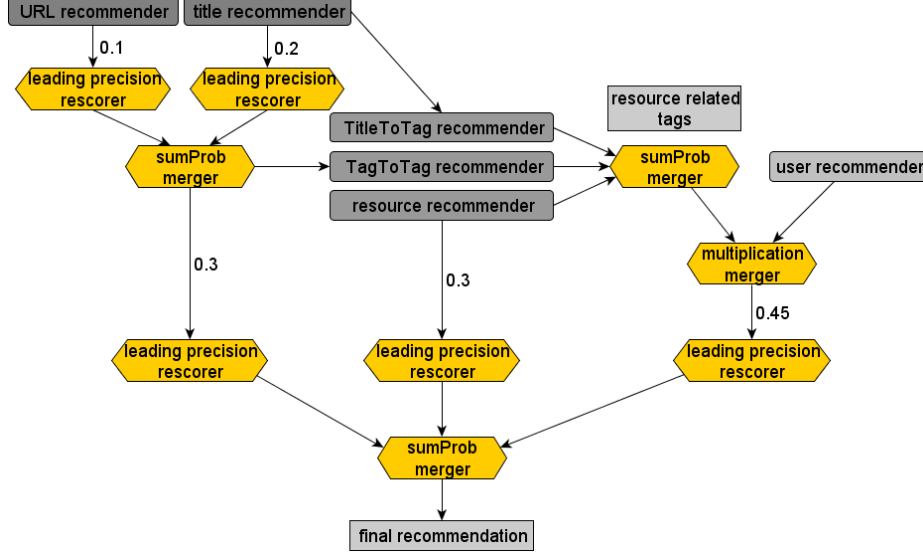 URL recommender
title recommender
0.1
0.2
leading precision
rescorer
leading precision
rescorer
resource related
tags
TitleToTag recommender
sumProb
merger
TagToTag recommender
sumProb
merger
user recommender
resource recommender
multiplication
merger
0.3
0.3
0.45
leading precision
rescorer
leading precision
rescorer
leading precision
rescorer
sumProb
merger
final recommendation